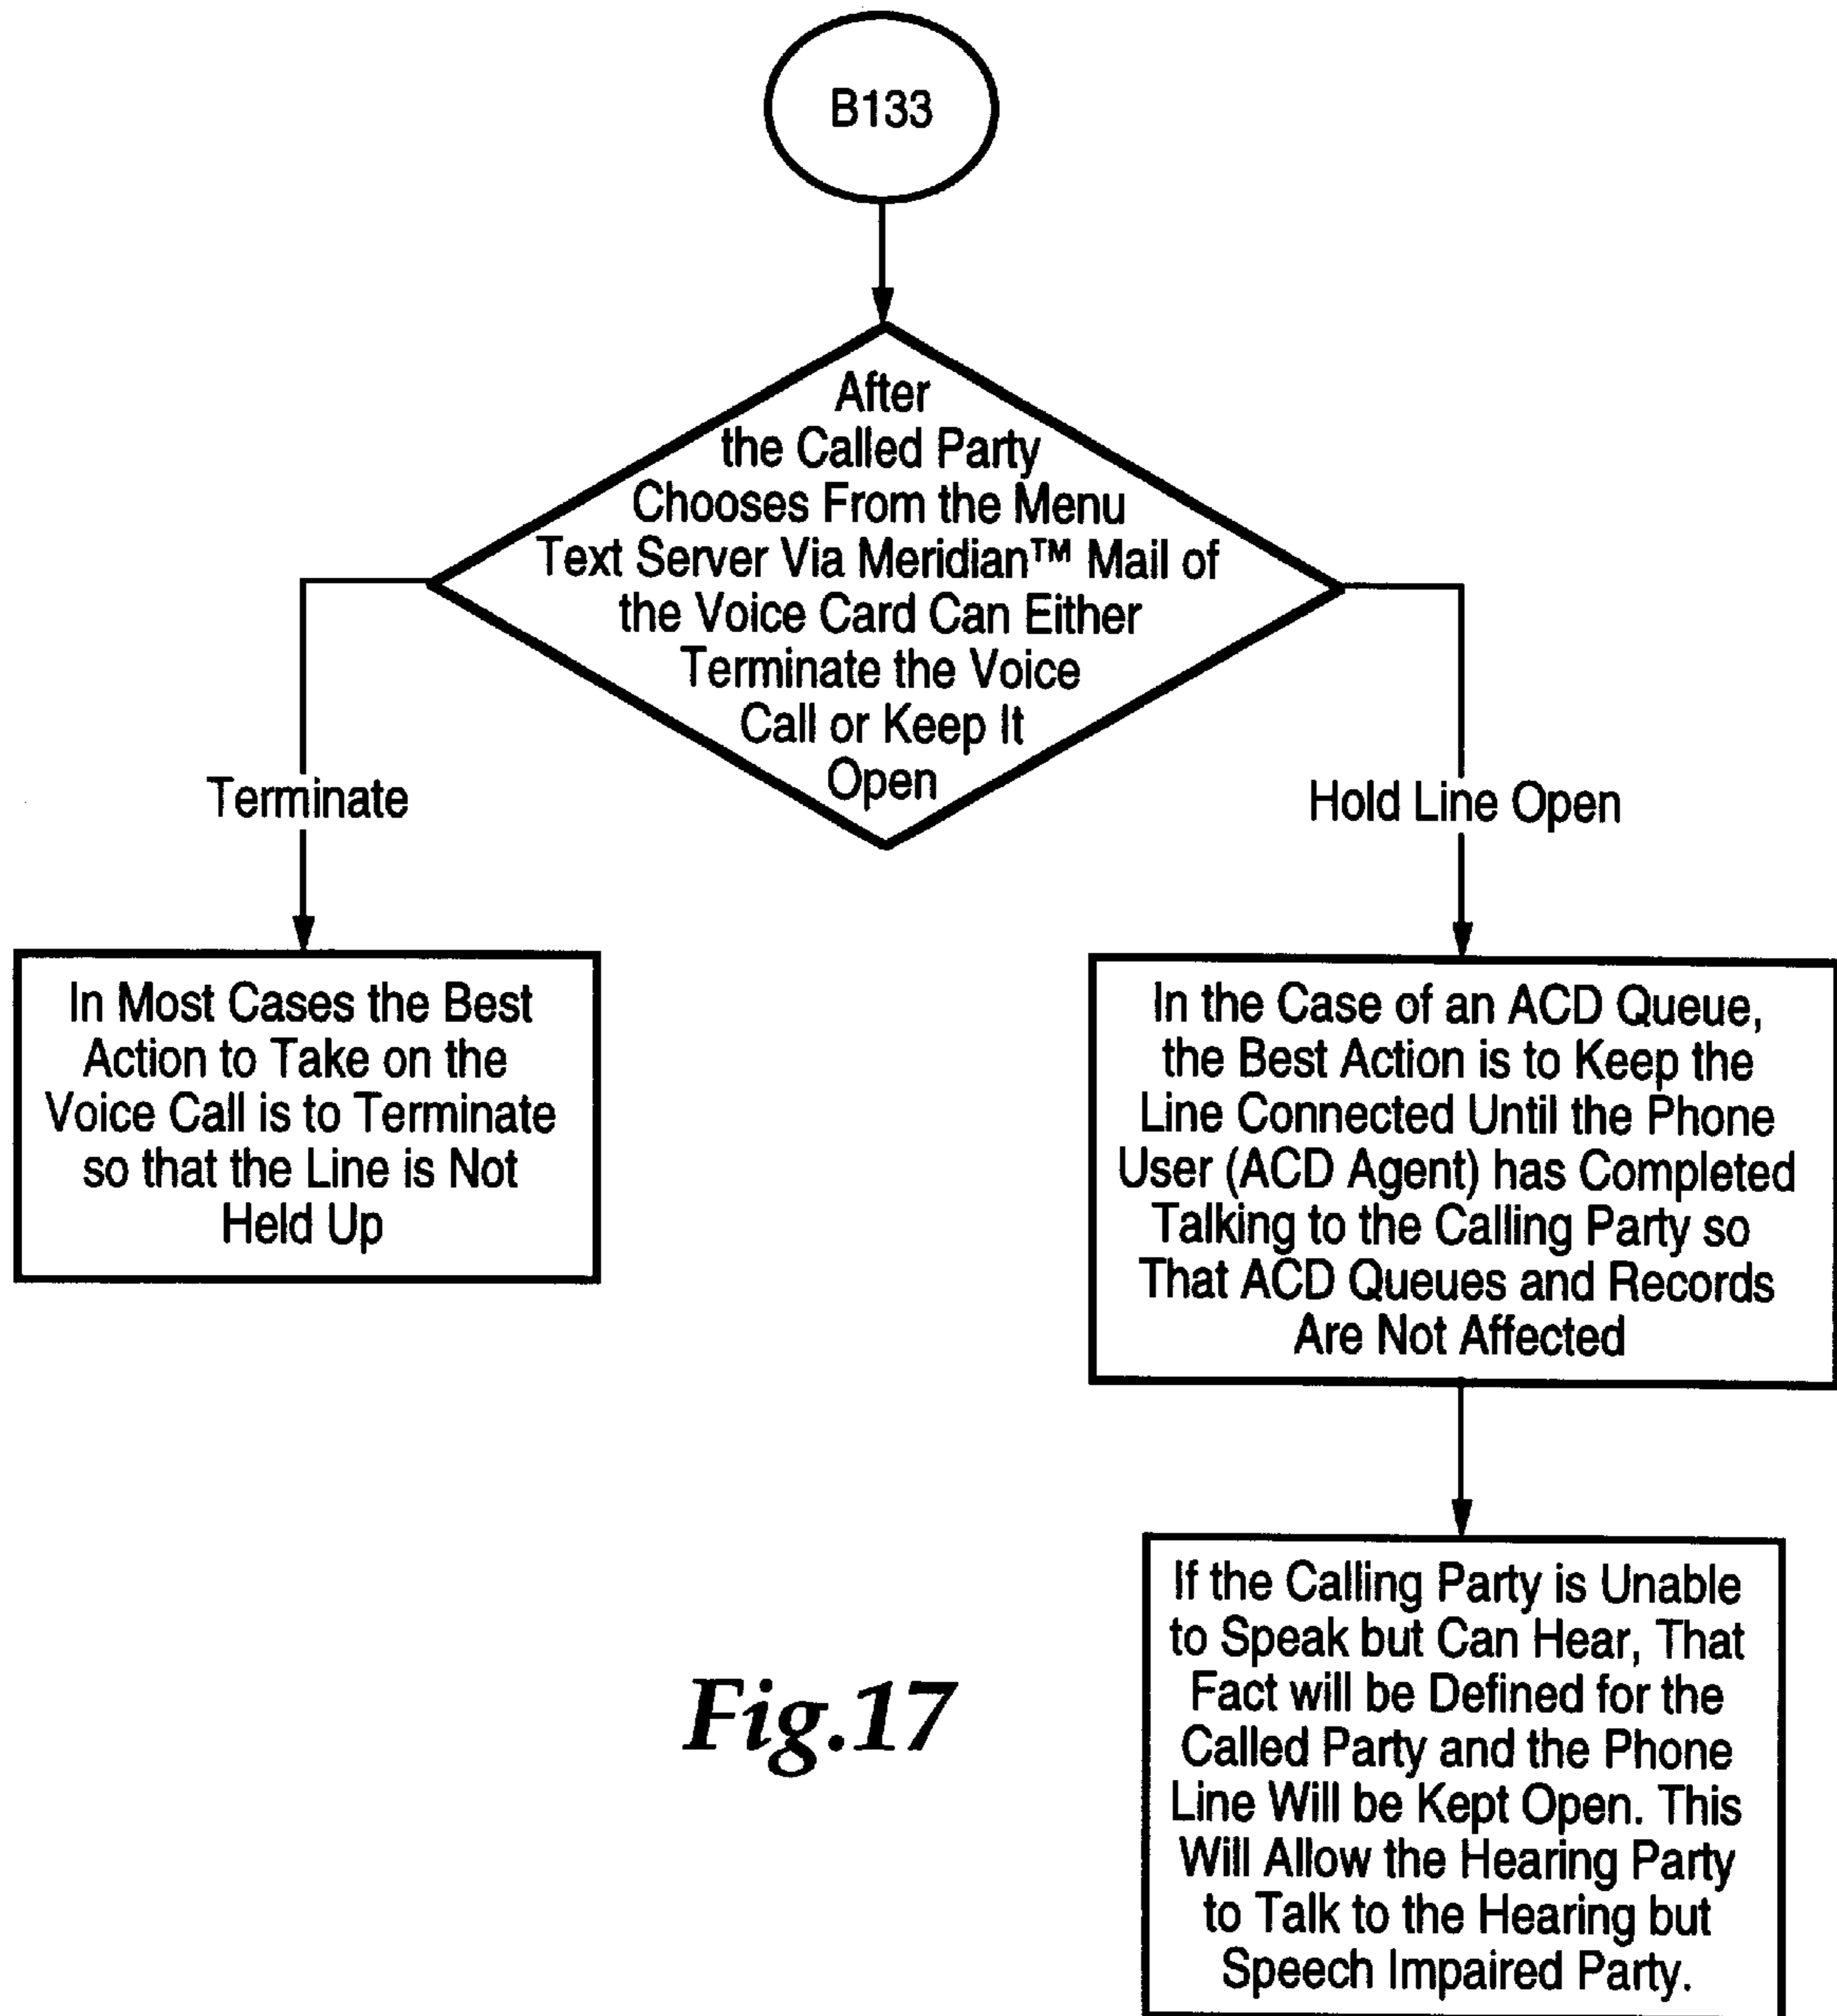 B133
After
the Called Party
Chooses From the Menu
Text Server Via Meridian™ Mail of
the Voice Card Can Either
Terminate the Voice
Call or Keep It
Open
Terminate
Hold Line Open
In Most Cases the Best
Action to Take on the
Voice Call is to Terminate
so that the Line is Not
Held Up
In the Case of an ACD Queue,
the Best Action is to Keep the
Line Connected Until the Phone
User (ACD Agent) has Completed
Talking to the Calling Party so
That ACD Queues and Records
Are Not Affected
If the Calling Party is Unable
to Speak but Can Hear, That
Fact will be Defined for the
Called Party and the Phone
Line Will be Kept Open. This
Will Allow the Hearing Party
to Talk to the Hearing but
Speech Impaired Party.
Fig.17